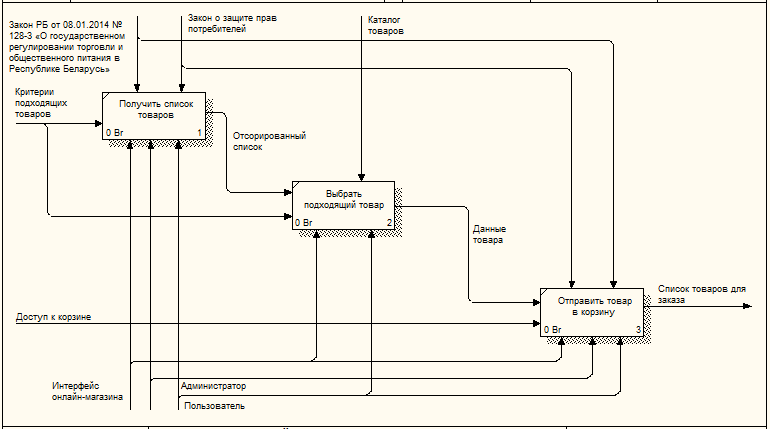 Закон РБ от 08.01.2014 №
128-З «О государственном
регулировании торговли и
общественного питания в
Республике Беларусь»
Закон о защите прав
потребителей
Каталог
товаров
Критерии
подходящих
товаров
Получить список
товаров
0 Br 1
Отсорированный
список
Выбрать
подходящий товар
0 Br 2
Данные
товара
Отправить товар
в корзину
0 Br 3
Список товаров для
заказа
Доступ к корзине
Интерфейс
онлайн-магазина
Администратор
Пользователь